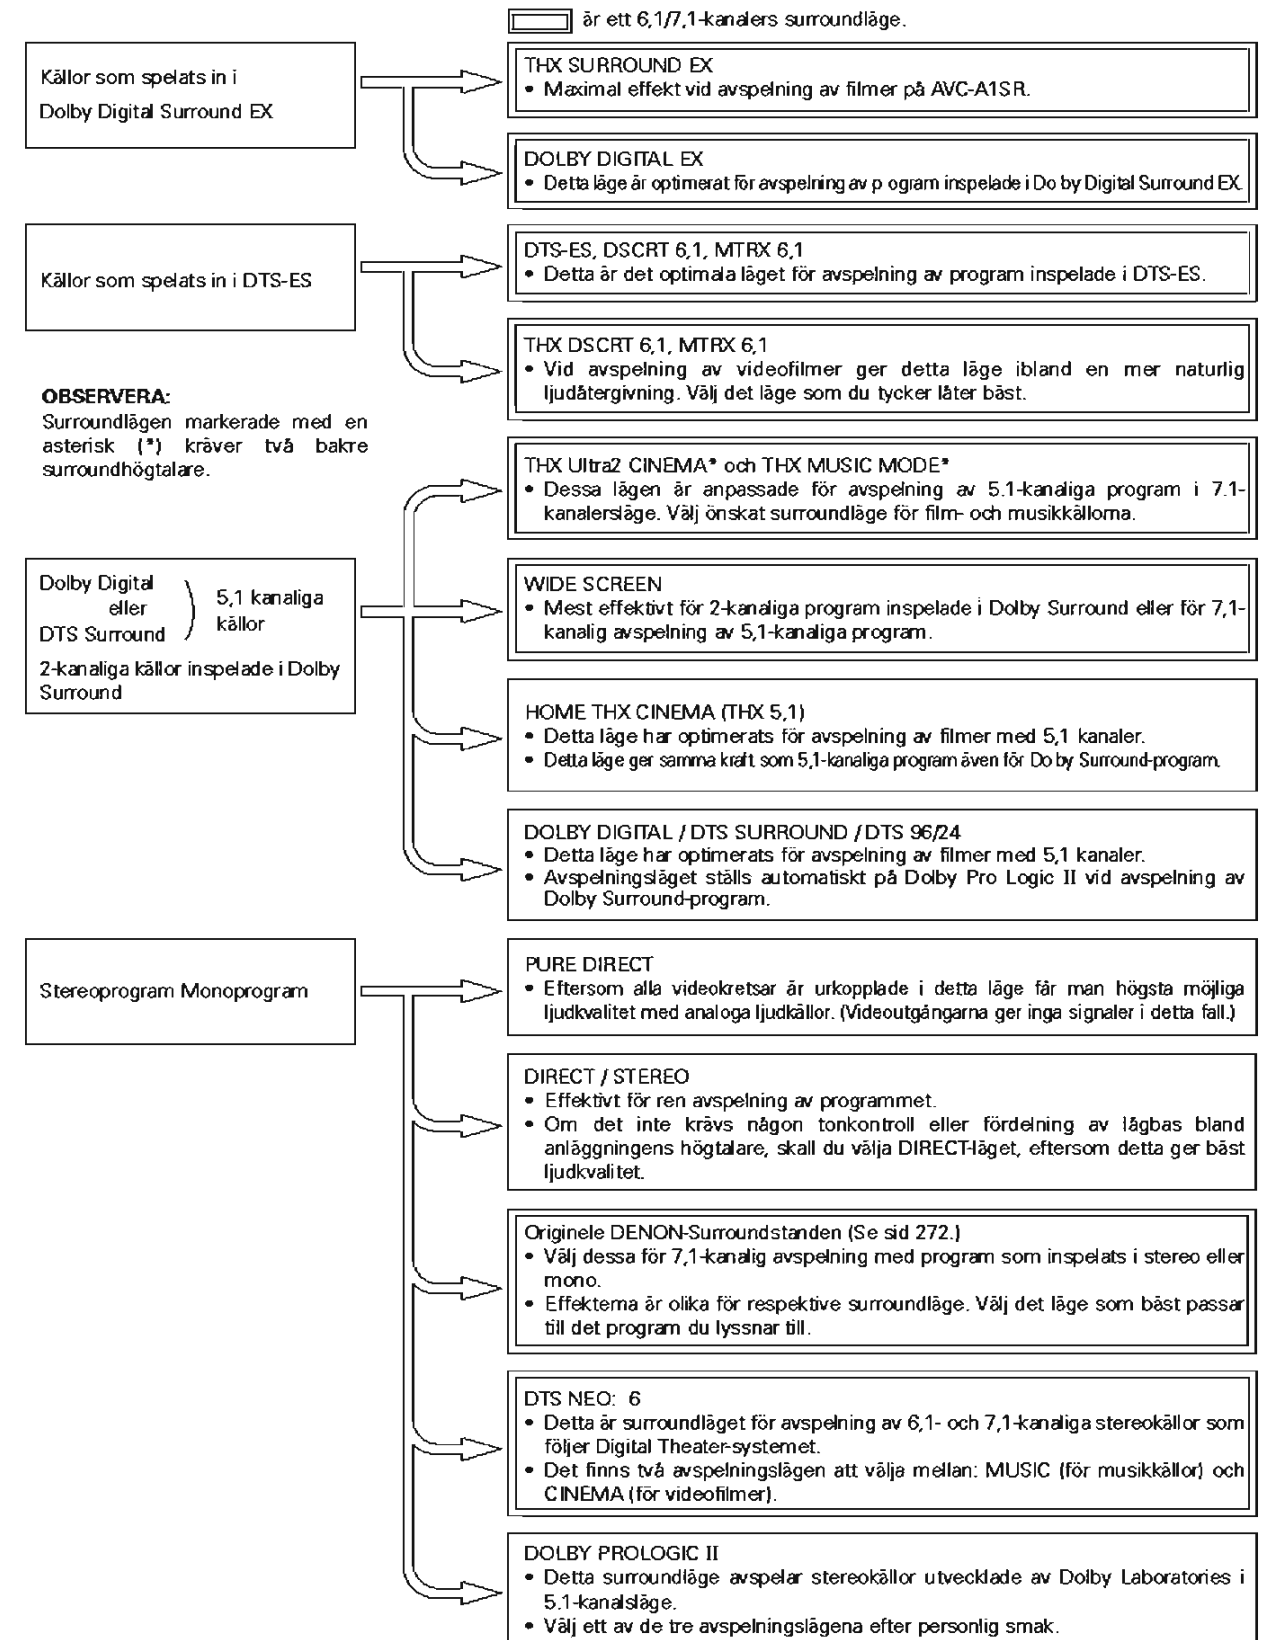 är ett 6,1/7,1-kanalers surroundläge.
Källor som spelats in i
Dolby Digital Surround EX
THX SURROUND EX
• Maximal effekt vid avspelning av filmer på AVC-A1SR.
DOLBY DIGITAL EX
• Detta läge är optimerat för avspelning av p ogram inspelade i Do by Digital Surround EX.
Källor som spelats in i DTS-ES
DTS-ES, DSCRT 6,1, MTRX 6,1
• Detta är det optimala läget för avspelning av program inspelade i DTS-ES.
THX DSCRT 6,1, MTRX 6,1
• Vid avspelning av videofilmer ger detta läge ibland en mer naturlig
ljudåtergivning. Välj det läge som du tycker låter bäst.
OBSERVERA:
Surroundlägen markerade med en
asterisk (*) kräver två bakre
surroundhögtalare.
THX Ultra2 CINEMA* och THX MUSIC MODE*
• Dessa lägen är anpassade för avspelning av 5.1-kanaliga program i 7.1-
kanalersläge. Välj önskat surroundläge för film- och musikkällorna.
Dolby Digital
eller
DTS Surround
5,1 kanaliga
källor
2-kanaliga källor inspelade i Dolby
Surround
WIDE SCREEN
• Mest effektivt för 2-kanaliga program inspelade i Dolby Surround eller för 7,1-
kanalig avspelning av 5,1-kanaliga program.
HOME THX CINEMA (THX 5,1)
• Detta läge har optimerats för avspelning av filmer med 5,1 kanaler.
• Detta läge ger samma kraft som 5,1-kanaliga program även för Do by Surround-program.
DOLBY DIGITAL / DTS SURROUND / DTS 96/24
• Detta läge har optimerats för avspelning av filmer med 5,1 kanaler.
• Avspelningsläget ställs automatiskt på Dolby Pro Logic II vid avspelning av
Dolby Surround-program.
Stereoprogram Monoprogram
PURE DIRECT
• Eftersom alla videokretsar är urkopplade i detta läge får man högsta möjliga
ljudkvalitet med analoga ljudkällor. (Videoutgångarna ger inga signaler i detta fall.)
DIRECT / STEREO
• Effektivt för ren avspelning av programmet.
• Om det inte krävs någon tonkontroll eller fördelning av lågbas bland
anläggningens högtalare, skall du välja DIRECT-läget, eftersom detta ger bäst
ljudkvalitet.
Originele DENON-Surroundstanden (Se sid 272.)
• Välj dessa för 7,1-kanalig avspelning med program som inspelats i stereo eller
mono.
• Effekterna är olika för respektive surroundläge. Välj det läge som bäst passar
till det program du lyssnar till.
DTS NEO: 6
• Detta är surroundläget för avspelning av 6,1- och 7,1-kanaliga stereokällor som
följer Digital Theater-systemet.
• Det finns två avspelningslägen att välja mellan: MUSIC (för musikkällor) och
CINEMA (för videofilmer).
DOLBY PROLOGIC II
• Detta surroundläge avspelar stereokällor utvecklade av Dolby Laboratories i
5.1-kanalsläge.
• Välj ett av de tre avspelningslägena efter personlig smak.